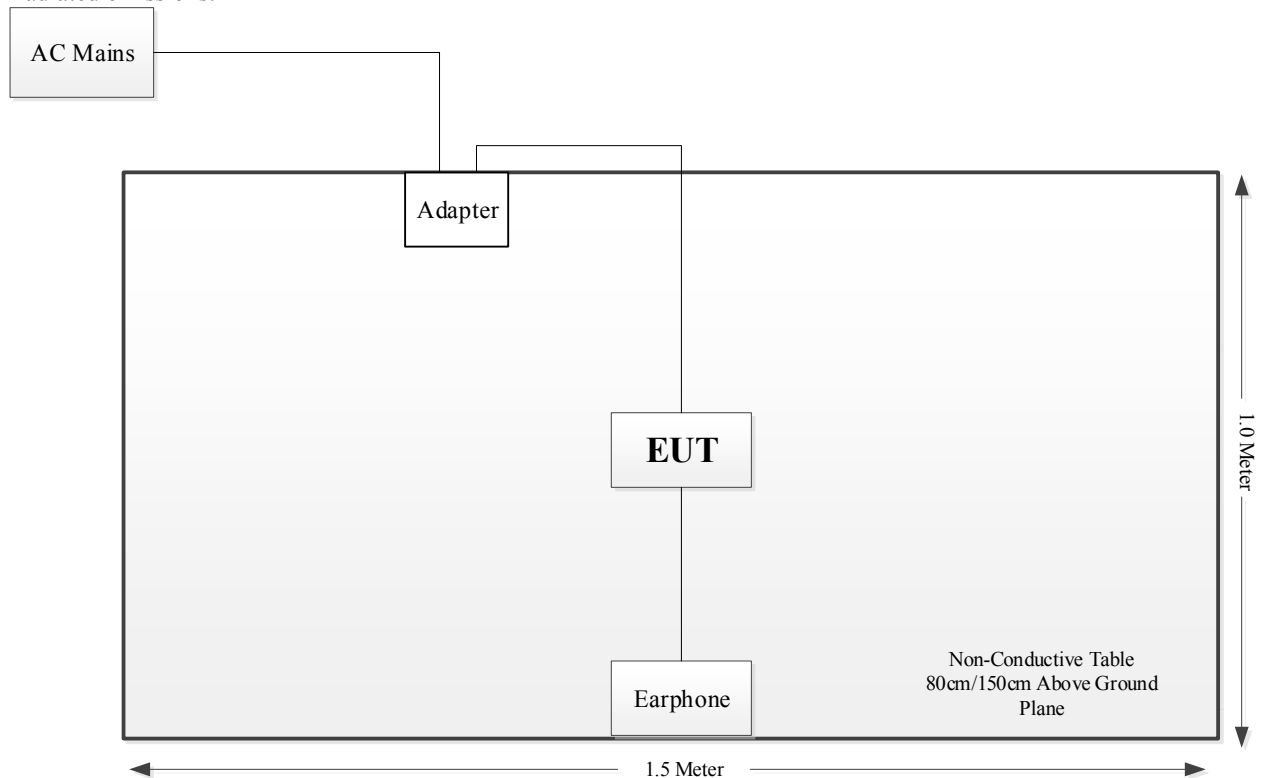 AC Mains
Adapter
EUT
1.0 Meter
Earphone
Non-Conductive Table
80cm/150cm Above Ground
Plane
1.5 Meter